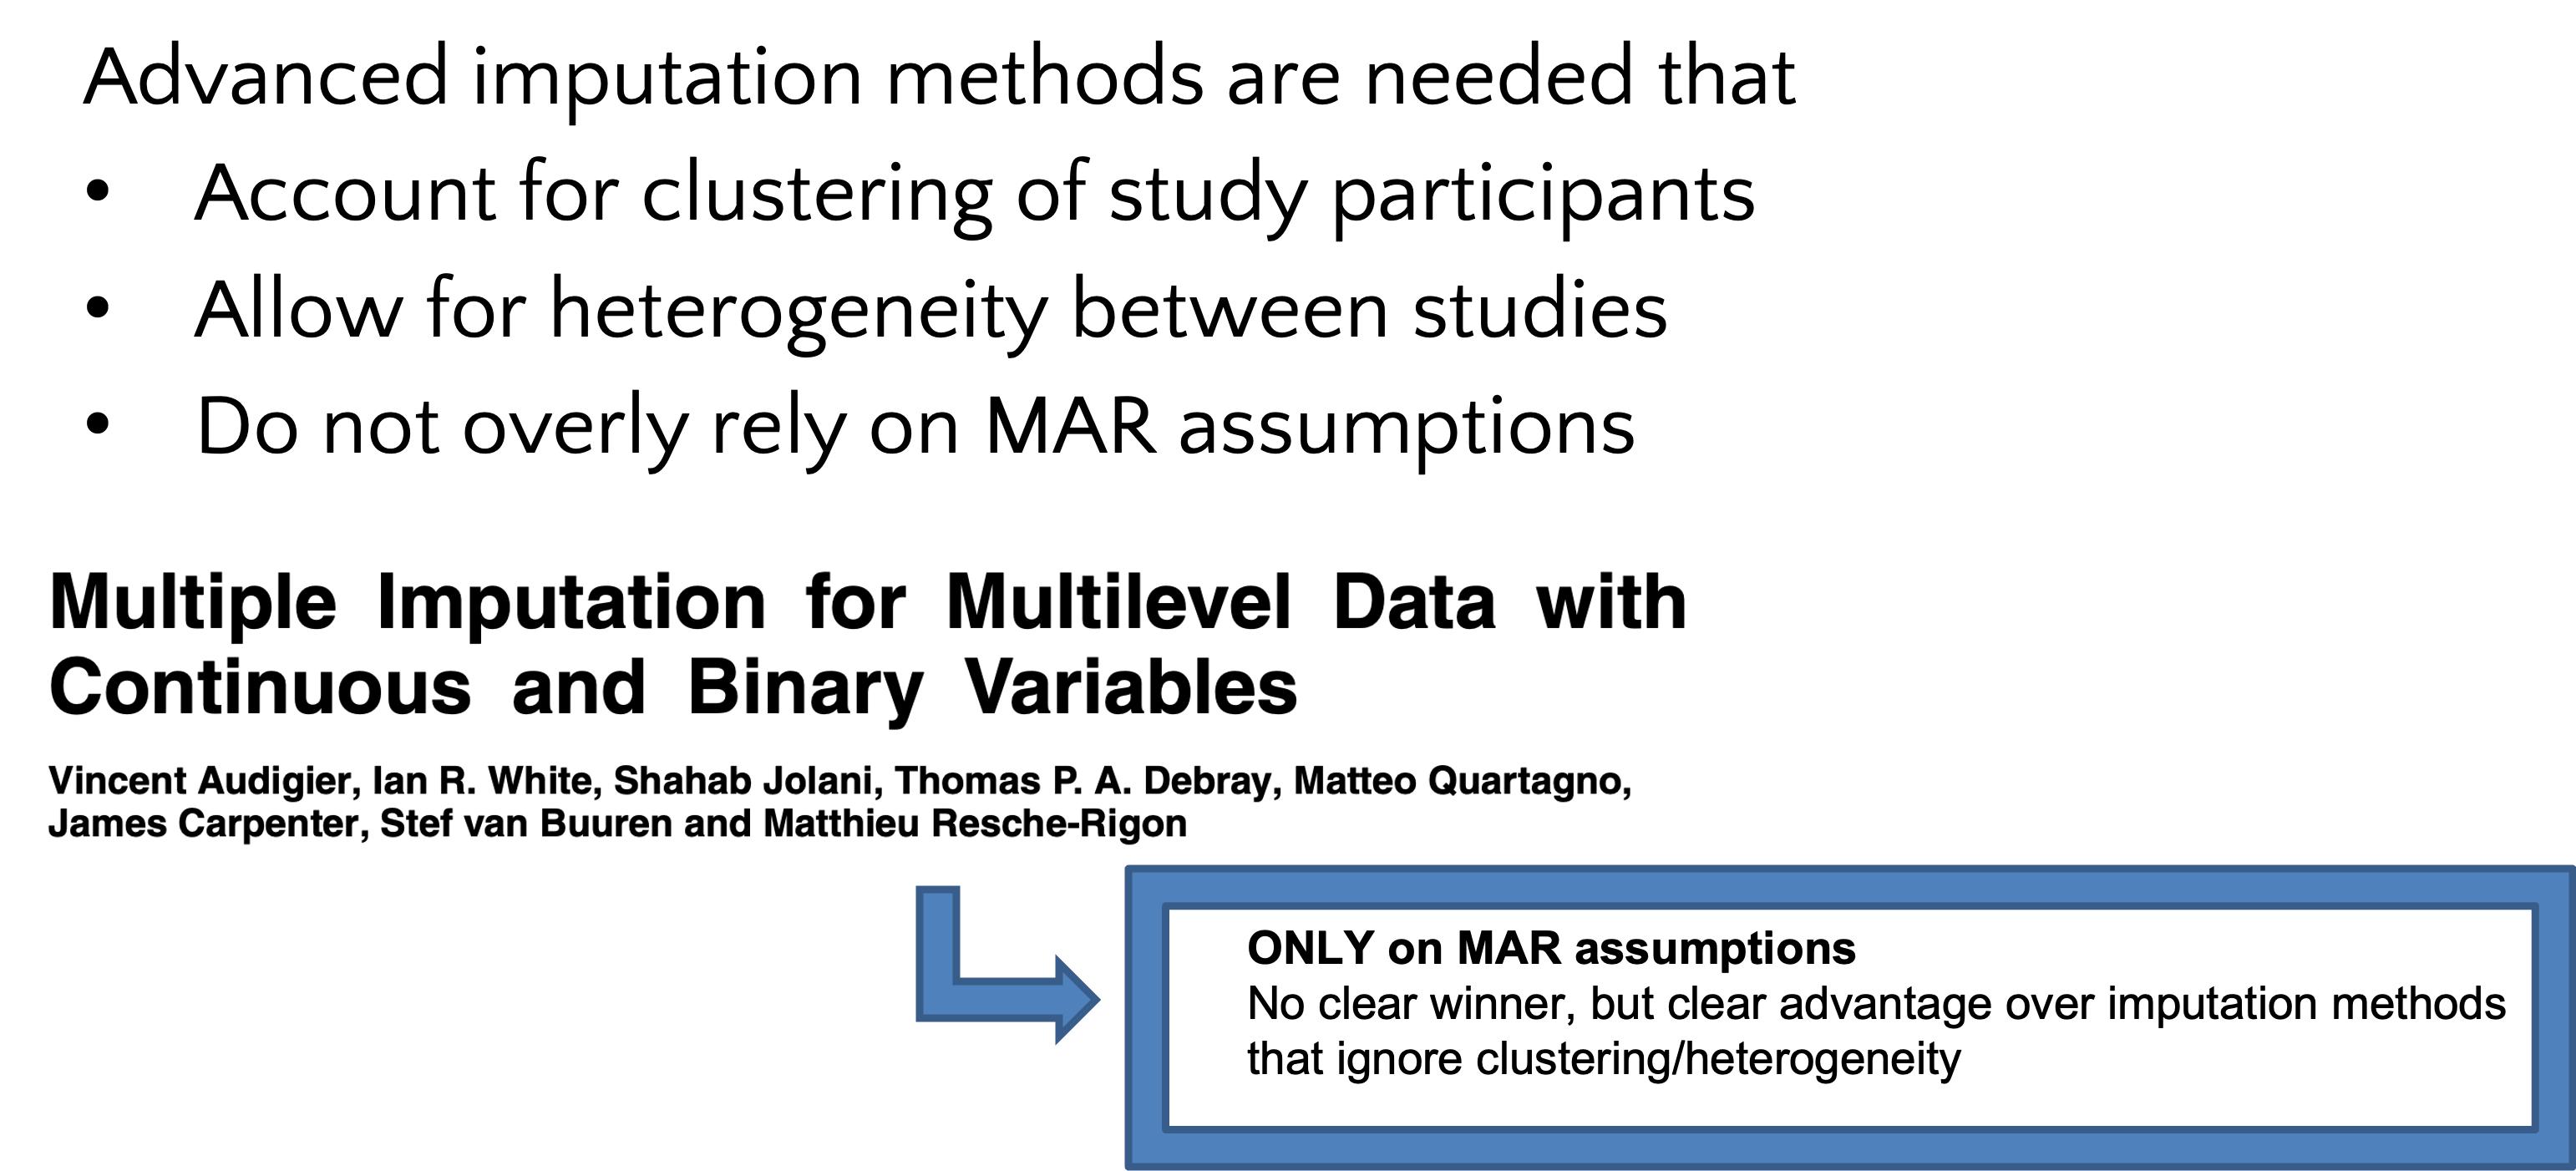 Advanced imputation methods are needed that
• Account for clustering of study participants
• Allow for heterogeneity between studies
• Do not overly rely on MAR assumptions
Multiple Imputation for Multilevel Data with
Continuous and Binary Variables
Vincent Audigier, Ian R. White, Shahab Jolani, Thomas P. A. Debray, Matteo Quartagno,
James Carpenter, Stef van Buuren and Matthieu Resche-Rigon
ONLY on MAR assumptions
No clear winner, but clear advantage over imputation methods
that ignore clustering/heterogeneity